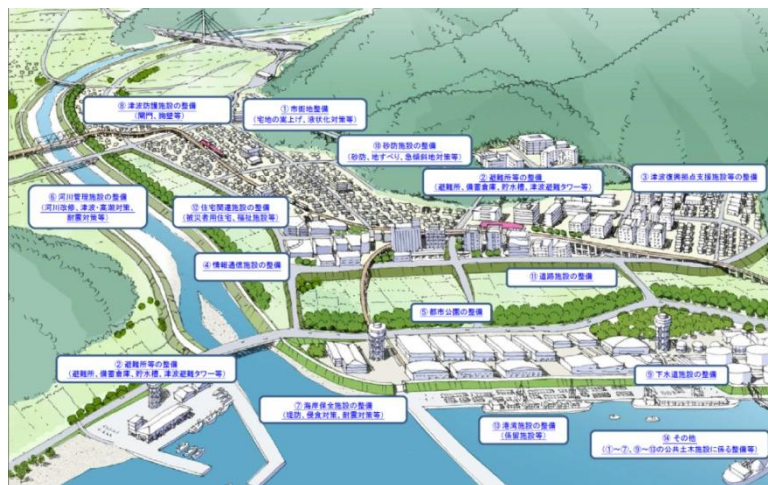 ⑧ 津波防護施設の整備
(閘門、胸壁等)
① 市街地整備
(宅地の嵩上げ、液状化対策等)
⑩ 砂防施設の整備
(砂防、地すべり、急傾斜地対策等)
② 避難所等の整備
(避難所、備蓄倉庫、貯水槽、津波避難タワー等)
③ 津波復興拠点支援施設等の整備
⑥ 河川管理施設の整備
(河川改修、津波・高潮対策、
耐震対策等)
⑫ 住宅関連施設の整備
(被災者用住宅、福祉施設等)
④ 情報通信施設の整備
⑪ 道路施設の整備
⑤ 都市公園の整備
② 避難所等の整備
(避難所、備蓄倉庫、貯水槽、津波避難タワー等)
⑨ 下水道施設の整備
⑦ 海岸保全施設の整備
(堤防、侵食対策、耐震対策等)
⑬ 港湾施設の整備
(係留施設等)
⑭ その他
(①～⑦、⑨～⑬の公共土木施設に係る整備等)